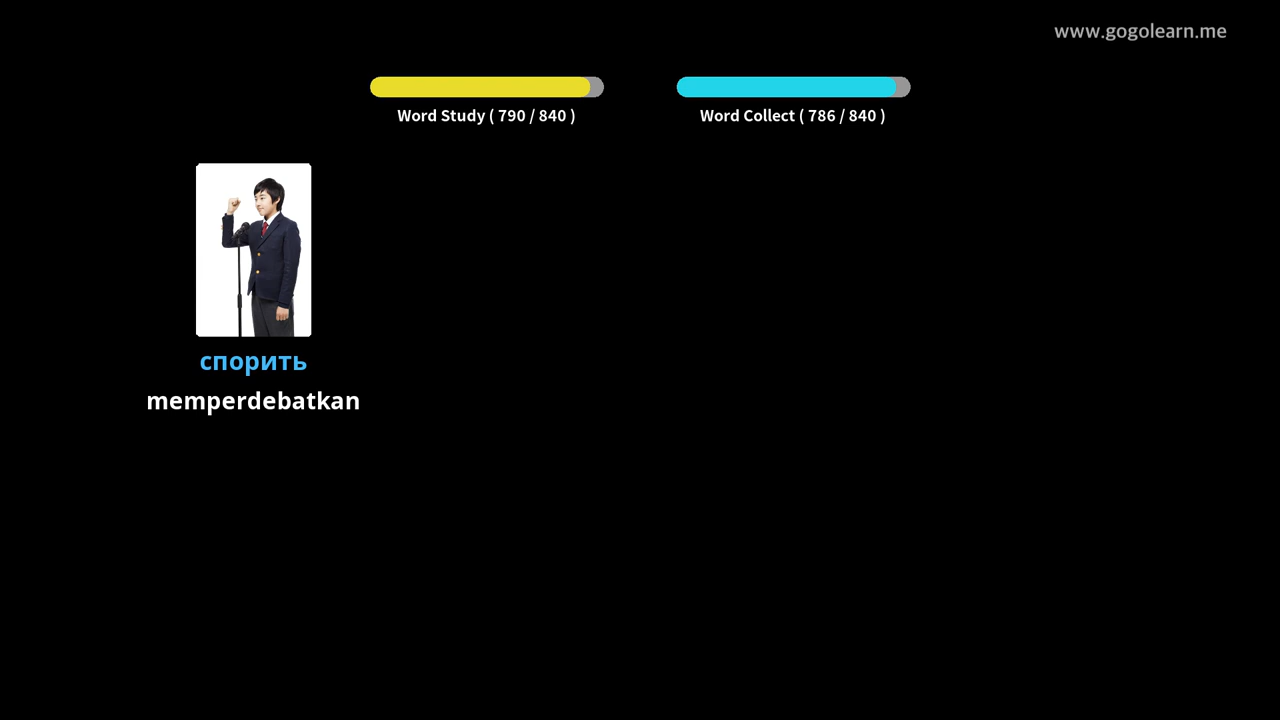 www.gogolearn.me
Word Study ( 790 / 840 )
Word Collect ( 786 / 840 )
спорить
memperdebatkan